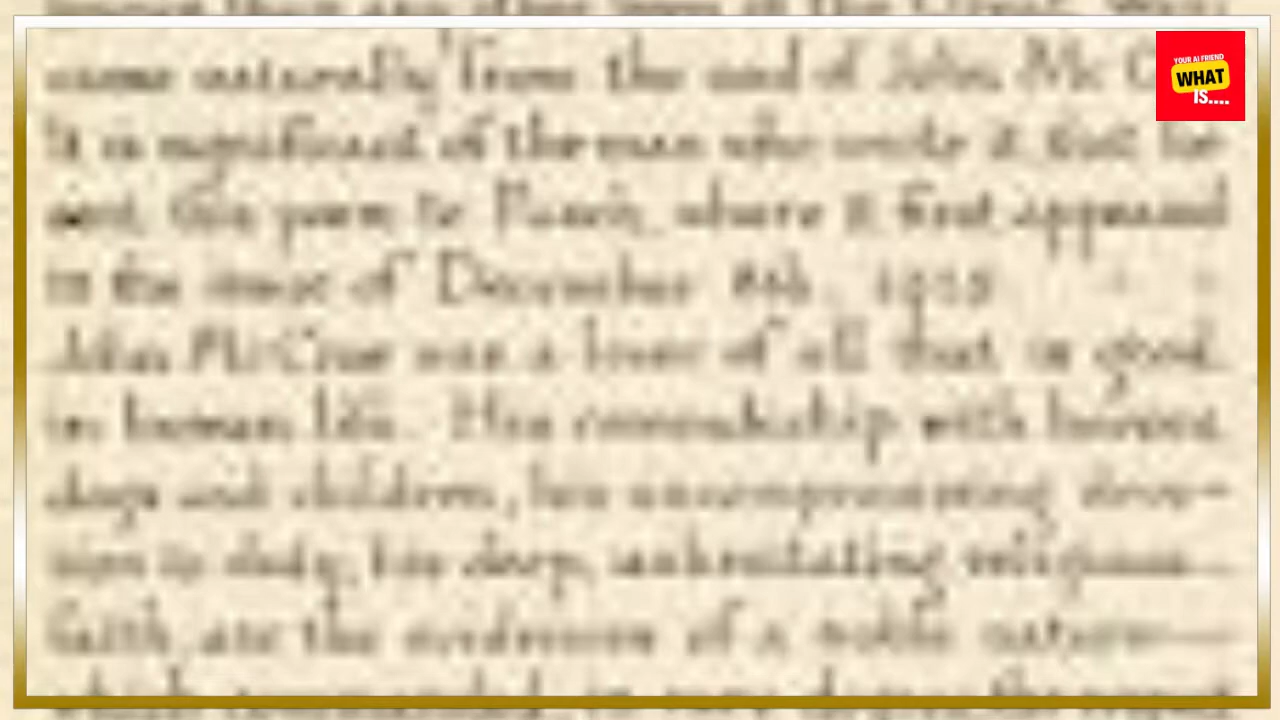 came naturally from the soul of John Mc C
YOUR AI FRIEND
WHAT
IS....
It is significant of the man who wrote it that he
sent this poem to Punch, where it first appeared
in the issue of December 8th 1915
John McCrae was a lover of all that is good
in human life. His comradeship with horses
dogs and children, his uncompromising devo-
tion to duty, his deep, unhesitating religious
faith are the evidences of a noble nature